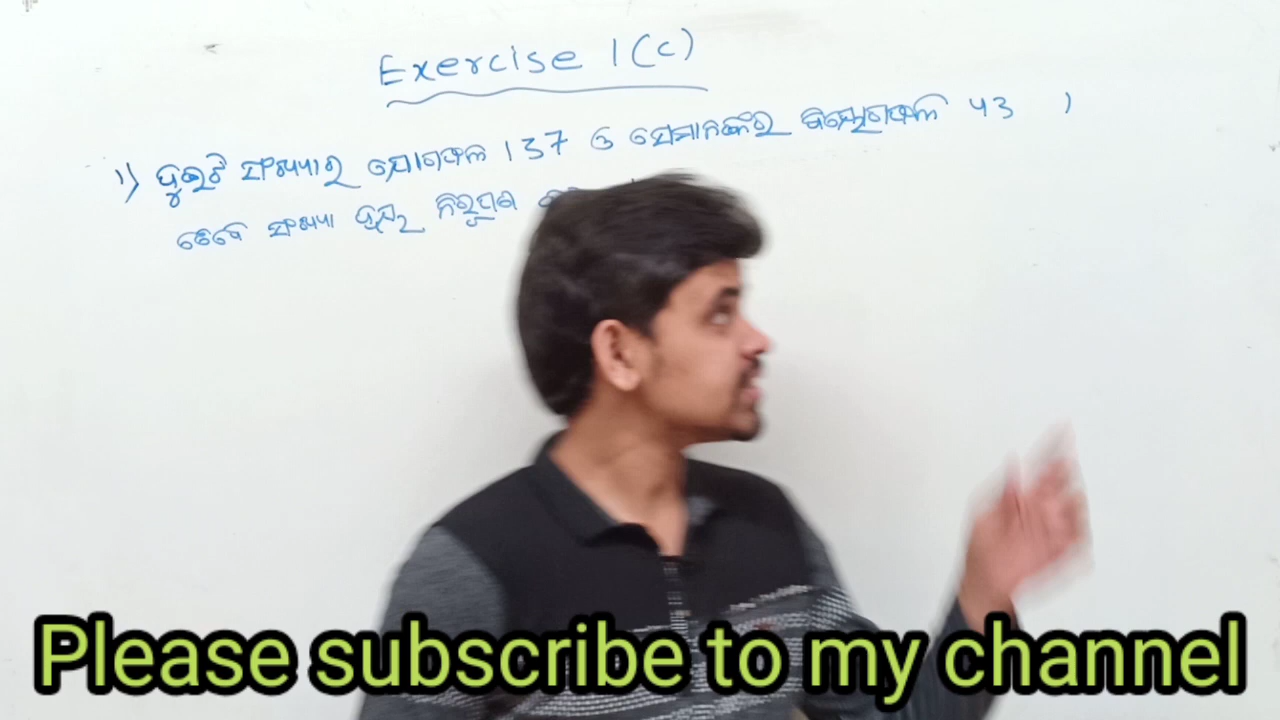 Exercise 1(c)
1) ଦୁଇଟି ସଂଖ୍ୟାର ଯୋଗଫଳ 137 ଓ ସେମାନଙ୍କର ବିୟୋଗଫଳ 43 ।
ତେବେ ସଂଖ୍ୟା ଦ୍ୱୟ ନିରୂପଣ
Please subscribe to my channel